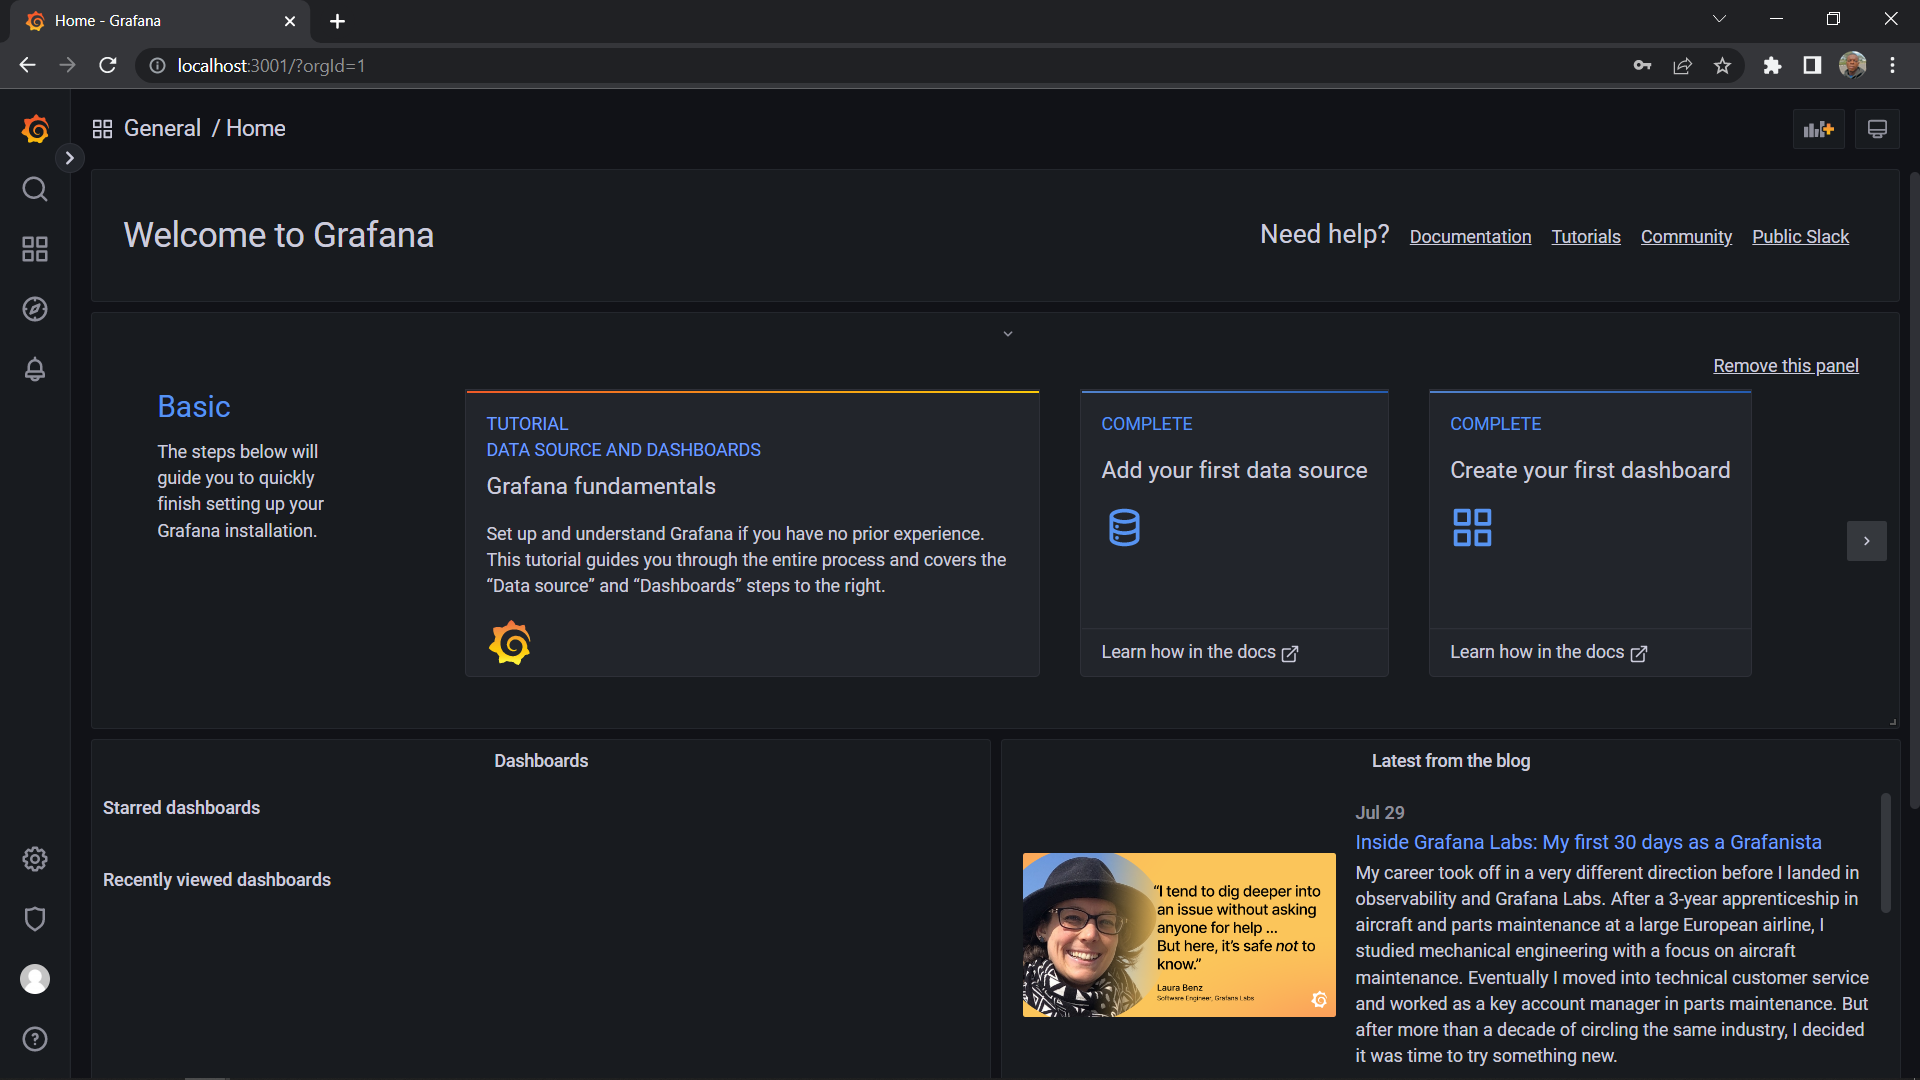 Home - Grafana
localhost:3001/?orgId=1
General / Home
Welcome to Grafana
Need help? Documentation Tutorials Community Public Slack
Remove this panel
Basic
The steps below will
guide you to quickly
finish setting up your
Grafana installation.
TUTORIAL
DATA SOURCE AND DASHBOARDS
Grafana fundamentals
Set up and understand Grafana if you have no prior experience.
This tutorial guides you through the entire process and covers the
“Data source” and “Dashboards” steps to the right.
COMPLETE
Add your first data source
Learn how in the docs
COMPLETE
Create your first dashboard
Learn how in the docs
Dashboards
Starred dashboards
Recently viewed dashboards
Latest from the blog
“I tend to dig deeper into
an issue without asking
anyone for help ...
But here, it’s safe not to
know.”
Laura Benz
Software Engineer, Grafana Labs
Jul 29
Inside Grafana Labs: My first 30 days as a Grafanista
My career took off in a very different direction before I landed in
observability and Grafana Labs. After a 3-year apprenticeship in
aircraft and parts maintenance at a large European airline, I
studied mechanical engineering with a focus on aircraft
maintenance. Eventually I moved into technical customer service
and worked as a key account manager in parts maintenance. But
after more than a decade of circling the same industry, I decided
it was time to try something new.